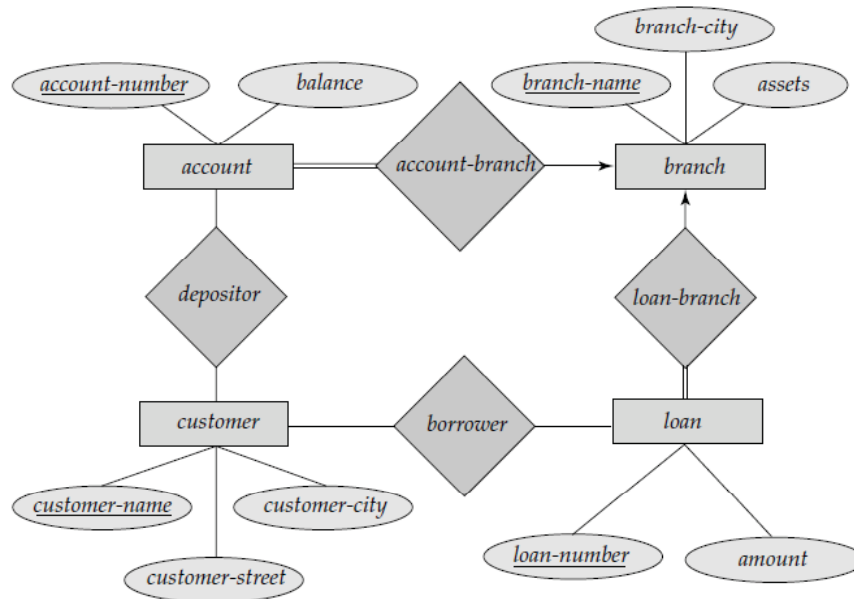 branch-city
account-number
balance
branch-name
assets
account
account-branch
branch
depositor
loan-branch
customer
borrower
loan
customer-name
customer-city
customer-street
loan-number
amount